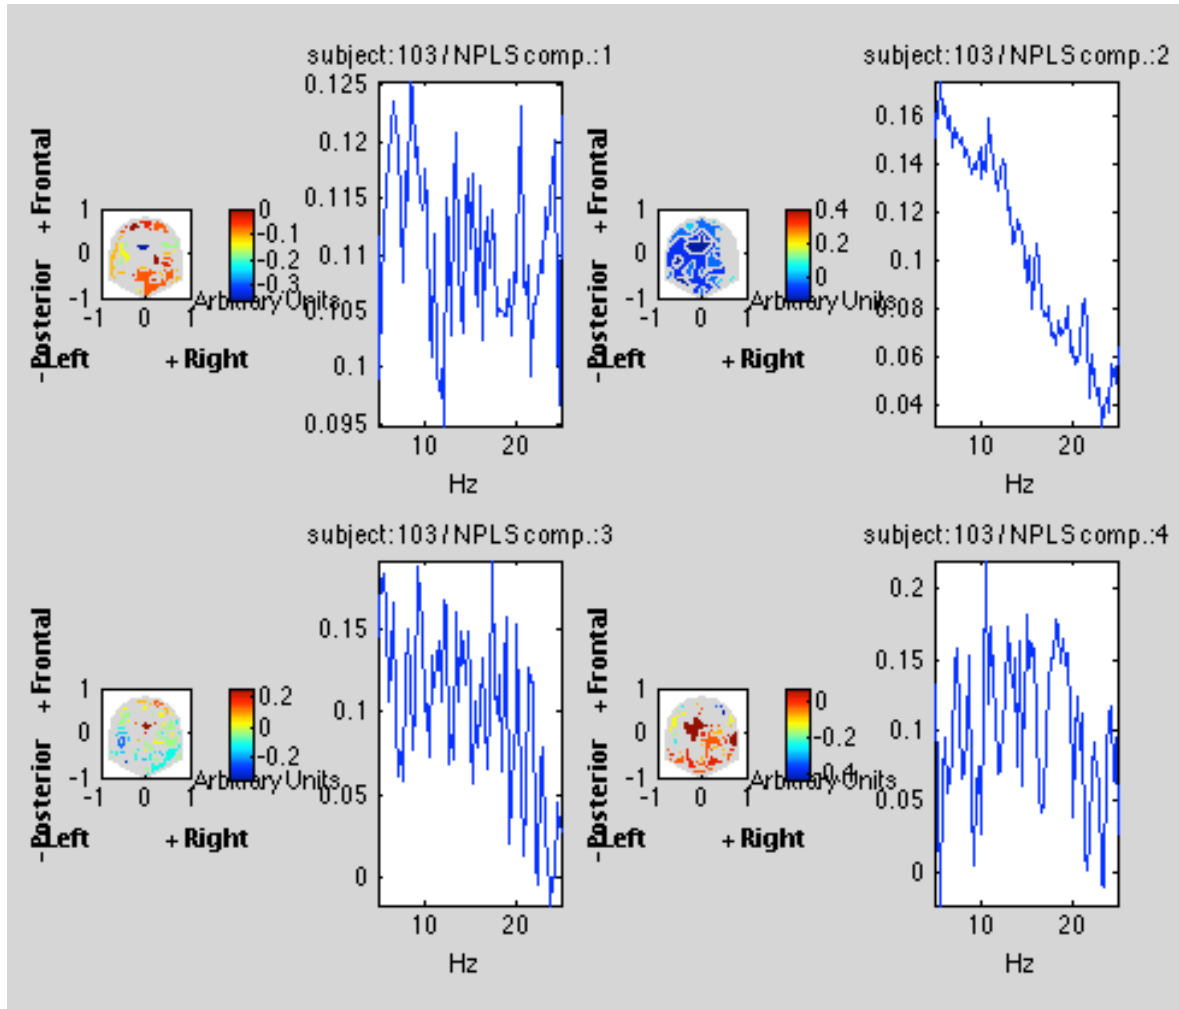 subject:103 / NPLS comp.:1
0.125
0.12
0.115
0.11
0.105
0.1
0.095
10 20
Hz
- Posterior + Frontal
1
0
-1
-1 0 1
- Left + Right
0
-0.1
-0.2
-0.3
Arbitrary Units
subject:103 / NPLS comp.:2
0.16
0.14
0.12
0.1
0.08
0.06
0.04
10 20
Hz
- Posterior + Frontal
1
0
-1
-1 0 1
- Left + Right
0.4
0.2
0
Arbitrary Units
subject:103 / NPLS comp.:3
0.15
0.1
0.05
0
10 20
Hz
- Posterior + Frontal
1
0
-1
-1 0 1
- Left + Right
0.2
0
-0.2
Arbitrary Units
subject:103 / NPLS comp.:4
0.2
0.15
0.1
0.05
0
10 20
Hz
- Posterior + Frontal
1
0
-1
-1 0 1
- Left + Right
0
-0.2
-0.4
Arbitrary Units